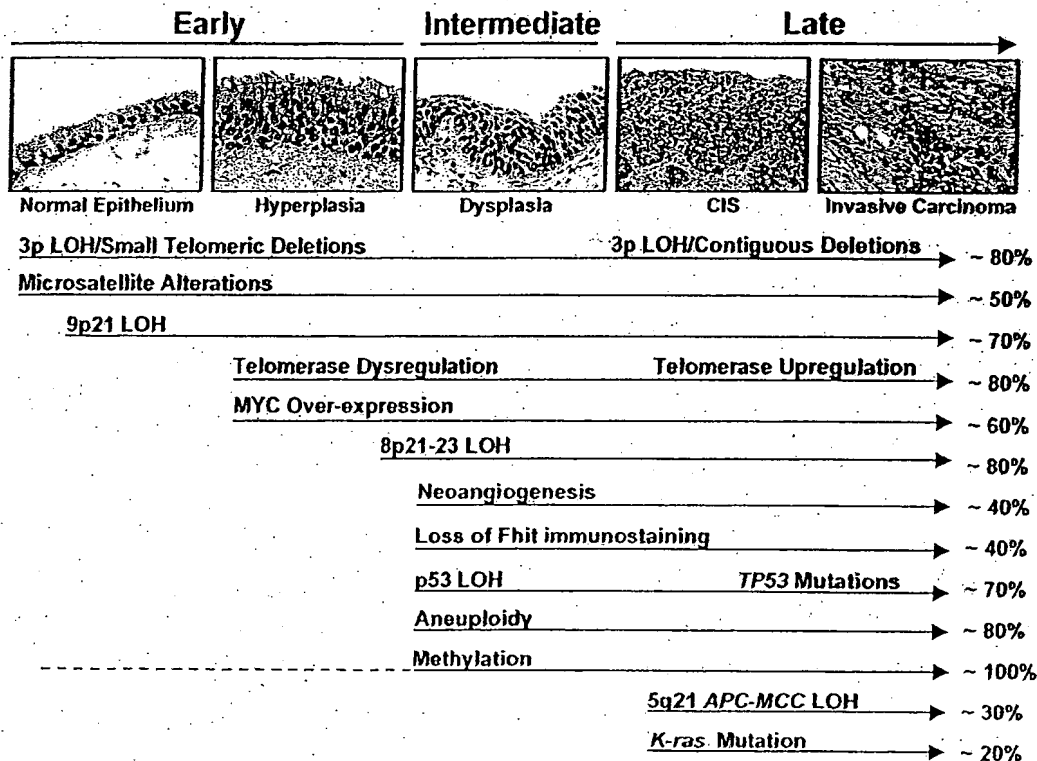 Early Intermediate Late
Normal Epithelium Hyperplasia Dysplasia CIS Invasive Carcinoma
3p LOH/Small Telomeric Deletions 3p LOH/Contiguous Deletions ~ 80%
Microsatellite Alterations ~ 50%
9p21 LOH ~ 70%
Telomerase Dysregulation Telomerase Upregulation ~ 80%
MYC Over-expression ~ 60%
8p21-23 LOH ~ 80%
Neoangiogenesis ~ 40%
Loss of Fhit immunostaining ~ 40%
p53 LOH TP53 Mutations ~ 70%
Aneuploidy ~ 80%
Methylation ~ 100%
5q21 APC-MCC LOH ~ 30%
K-ras Mutation ~ 20%